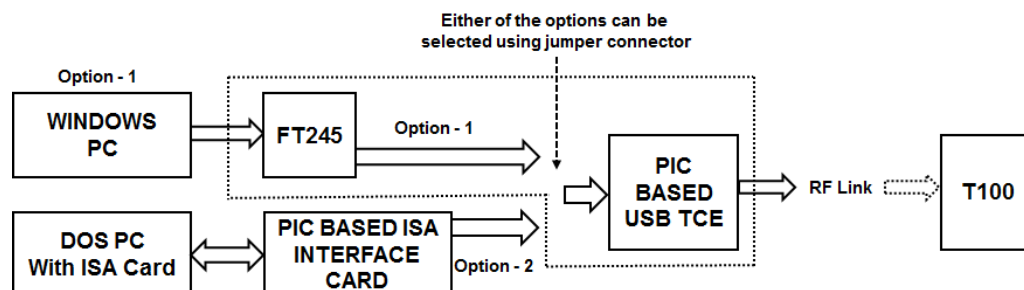 Either of the options can be
selected using jumper connector
Option - 1
WINDOWS
PC
FT245
Option - 1
PIC
BASED
USB TCE
RF Link
T100
DOS PC
With ISA Card
PIC BASED ISA
INTERFACE
CARD
Option - 2